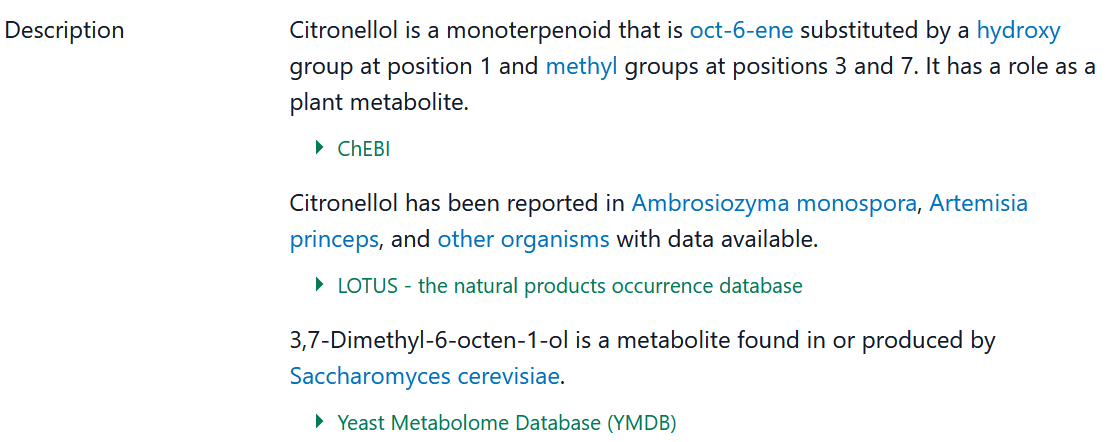 Description
Citronellol is a monoterpenoid that is oct-6-ene substituted by a hydroxy
group at position 1 and methyl groups at positions 3 and 7. It has a role as a
plant metabolite.
ChEBI
Citronellol has been reported in Ambrosiozyma monospora, Artemisia
princeps, and other organisms with data available.
LOTUS - the natural products occurrence database
3,7-Dimethyl-6-octen-1-ol is a metabolite found in or produced by
Saccharomyces cerevisiae.
Yeast Metabolome Database (YMDB)